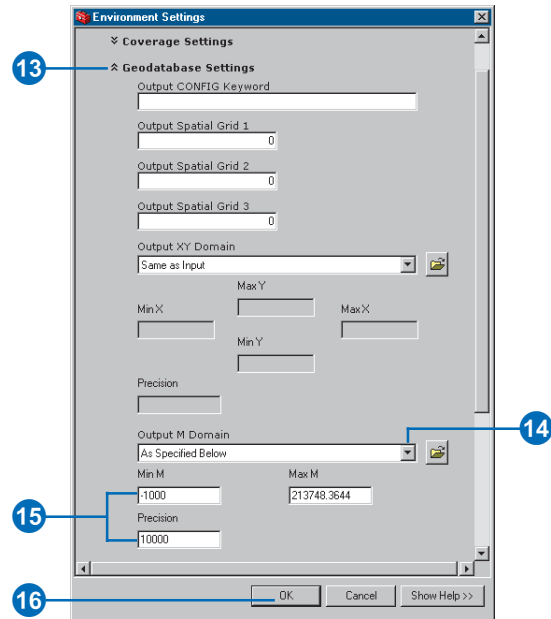 Environment Settings
Coverage Settings
13
Geodatabase Settings
Output CONFIG Keyword
Output Spatial Grid 1
0
Output Spatial Grid 2
0
Output Spatial Grid 3
0
Output XY Domain
Same as Input
Max Y
Min X
Max X
Min Y
Precision
14
Output M Domain
As Specified Below
Min M Max M
-1000 213748.3644
15
Precision
10000
16
OK Cancel Show Help >>